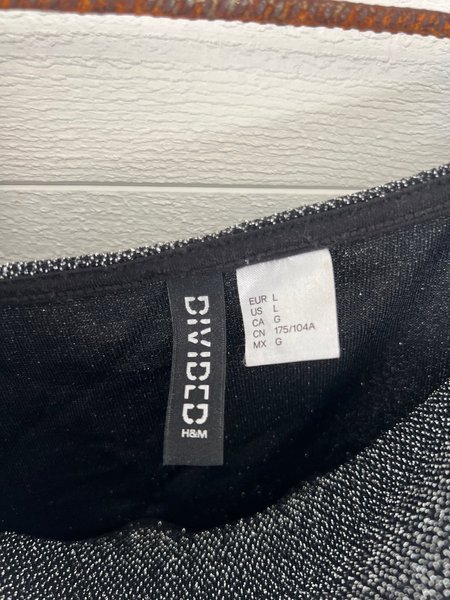 DIVIDED
H&M
EUR L
US L
CA G
CN 175/104A
MX G